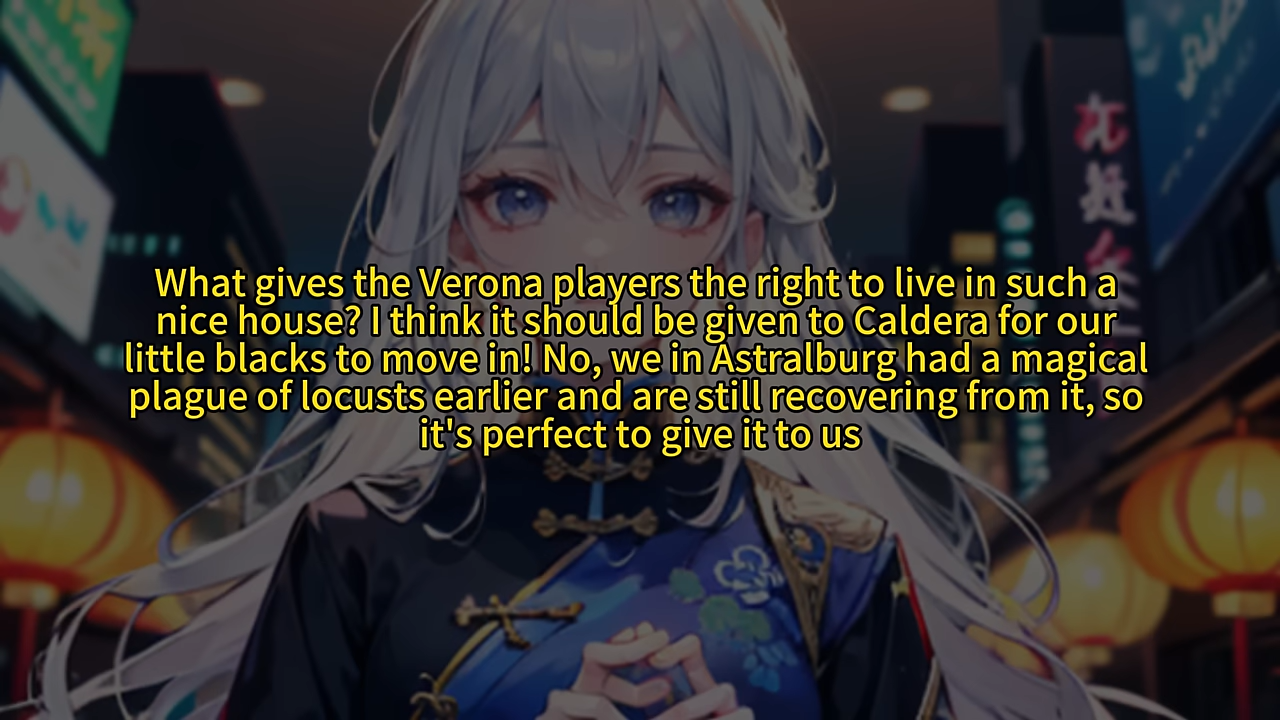 What gives the Verona players the right to live in such a
nice house? I think it should be given to Caldera for our
little blacks to move in! No, we in Astralburg had a magical
plague of locusts earlier and are still recovering from it, so
it's perfect to give it to us